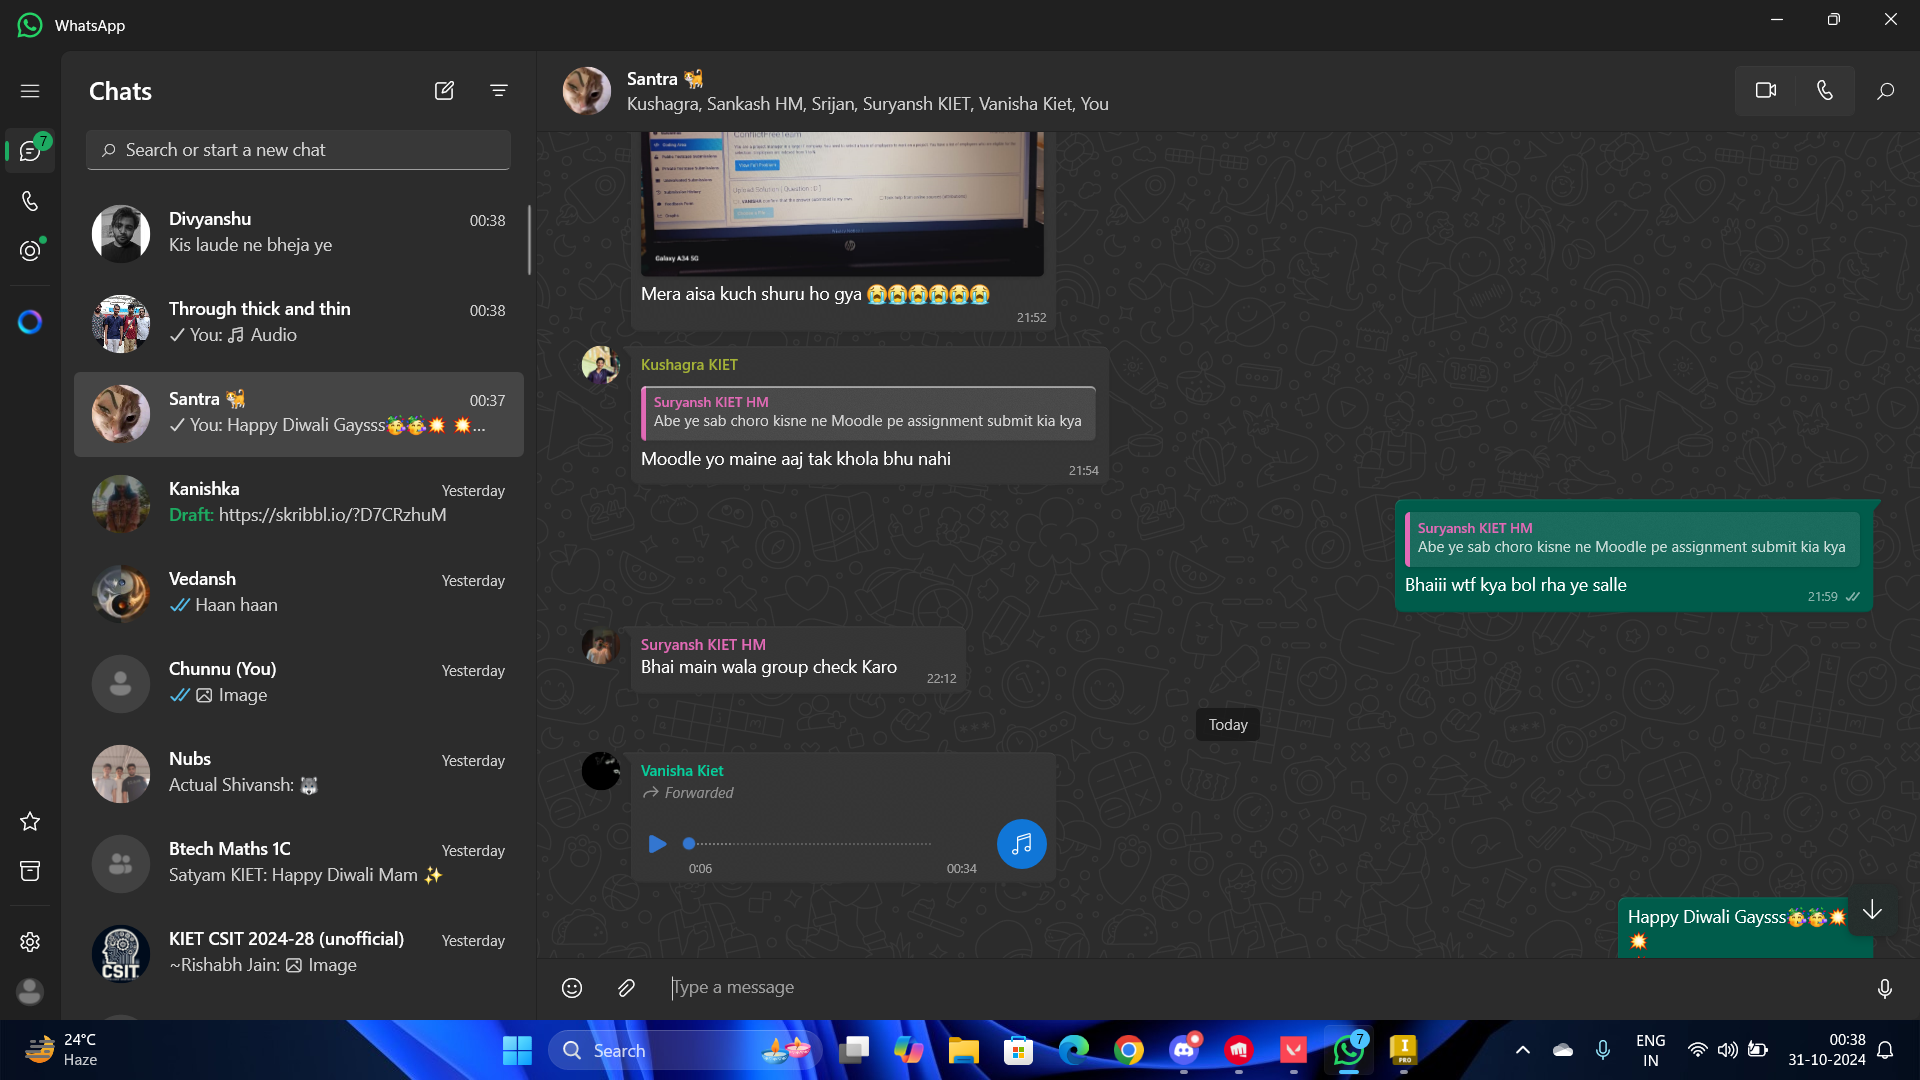 WhatsApp
Chats
Search or start a new chat
7
Divyanshu
00:38
Kis laude ne bheja ye
Through thick and thin
00:38
You: Audio
Santra 🐈
00:37
You: Happy Diwali Gaysss🥳🥳💥 💥...
Kanishka
Yesterday
Draft: https://skribbl.io/?D7CRzhuM
Vedansh
Yesterday
Haan haan
Chunnu (You)
Yesterday
Image
Nubs
Yesterday
Actual Shivansh: 🐺
Btech Maths 1C
Yesterday
Satyam KIET: Happy Diwali Mam ✨
CSIT
KIET CSIT 2024-28 (unofficial)
Yesterday
~Rishabh Jain: Image
Santra 🐈
Kushagra, Sankash HM, Srijan, Suryansh KIET, Vanisha Kiet, You
ConflictFreeTeam
View Full Problem
Galaxy A34 5G
Mera aisa kuch shuru ho gya 😭😭😭😭😭😭
21:52
Kushagra KIET
Suryansh KIET HM
Abe ye sab choro kisne ne Moodle pe assignment submit kia kya
Moodle yo maine aaj tak khola bhu nahi
21:54
Suryansh KIET HM
Abe ye sab choro kisne ne Moodle pe assignment submit kia kya
Bhaiii wtf kya bol rha ye salle
21:59
Suryansh KIET HM
Bhai main wala group check Karo
22:12
Today
Vanisha Kiet
Forwarded
0:06
00:34
Happy Diwali Gaysss🥳🥳💥
💥
Type a message
24°C
Haze
Search
7
PRO
ENG
IN
00:38
31-10-2024